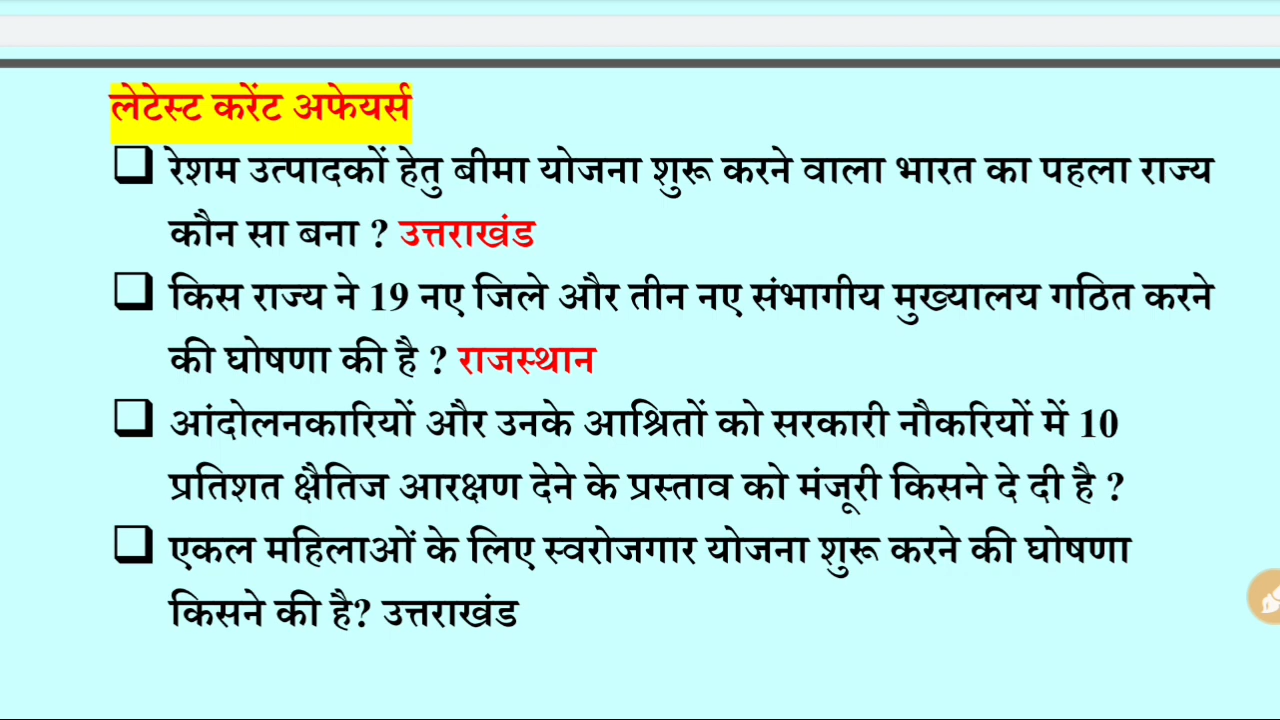 लेटेस्ट करेंट अफेयर्स
रेशम उत्पादकों हेतु बीमा योजना शुरू करने वाला भारत का पहला राज्य
कौन सा बना ? उत्तराखंड
किस राज्य ने 19 नए जिले और तीन नए संभागीय मुख्यालय गठित करने
की घोषणा की है ? राजस्थान
आंदोलनकारियों और उनके आश्रितों को सरकारी नौकरियों में 10
प्रतिशत क्षैतिज आरक्षण देने के प्रस्ताव को मंजूरी किसने दे दी है ?
एकल महिलाओं के लिए स्वरोजगार योजना शुरू करने की घोषणा
किसने की है? उत्तराखंड